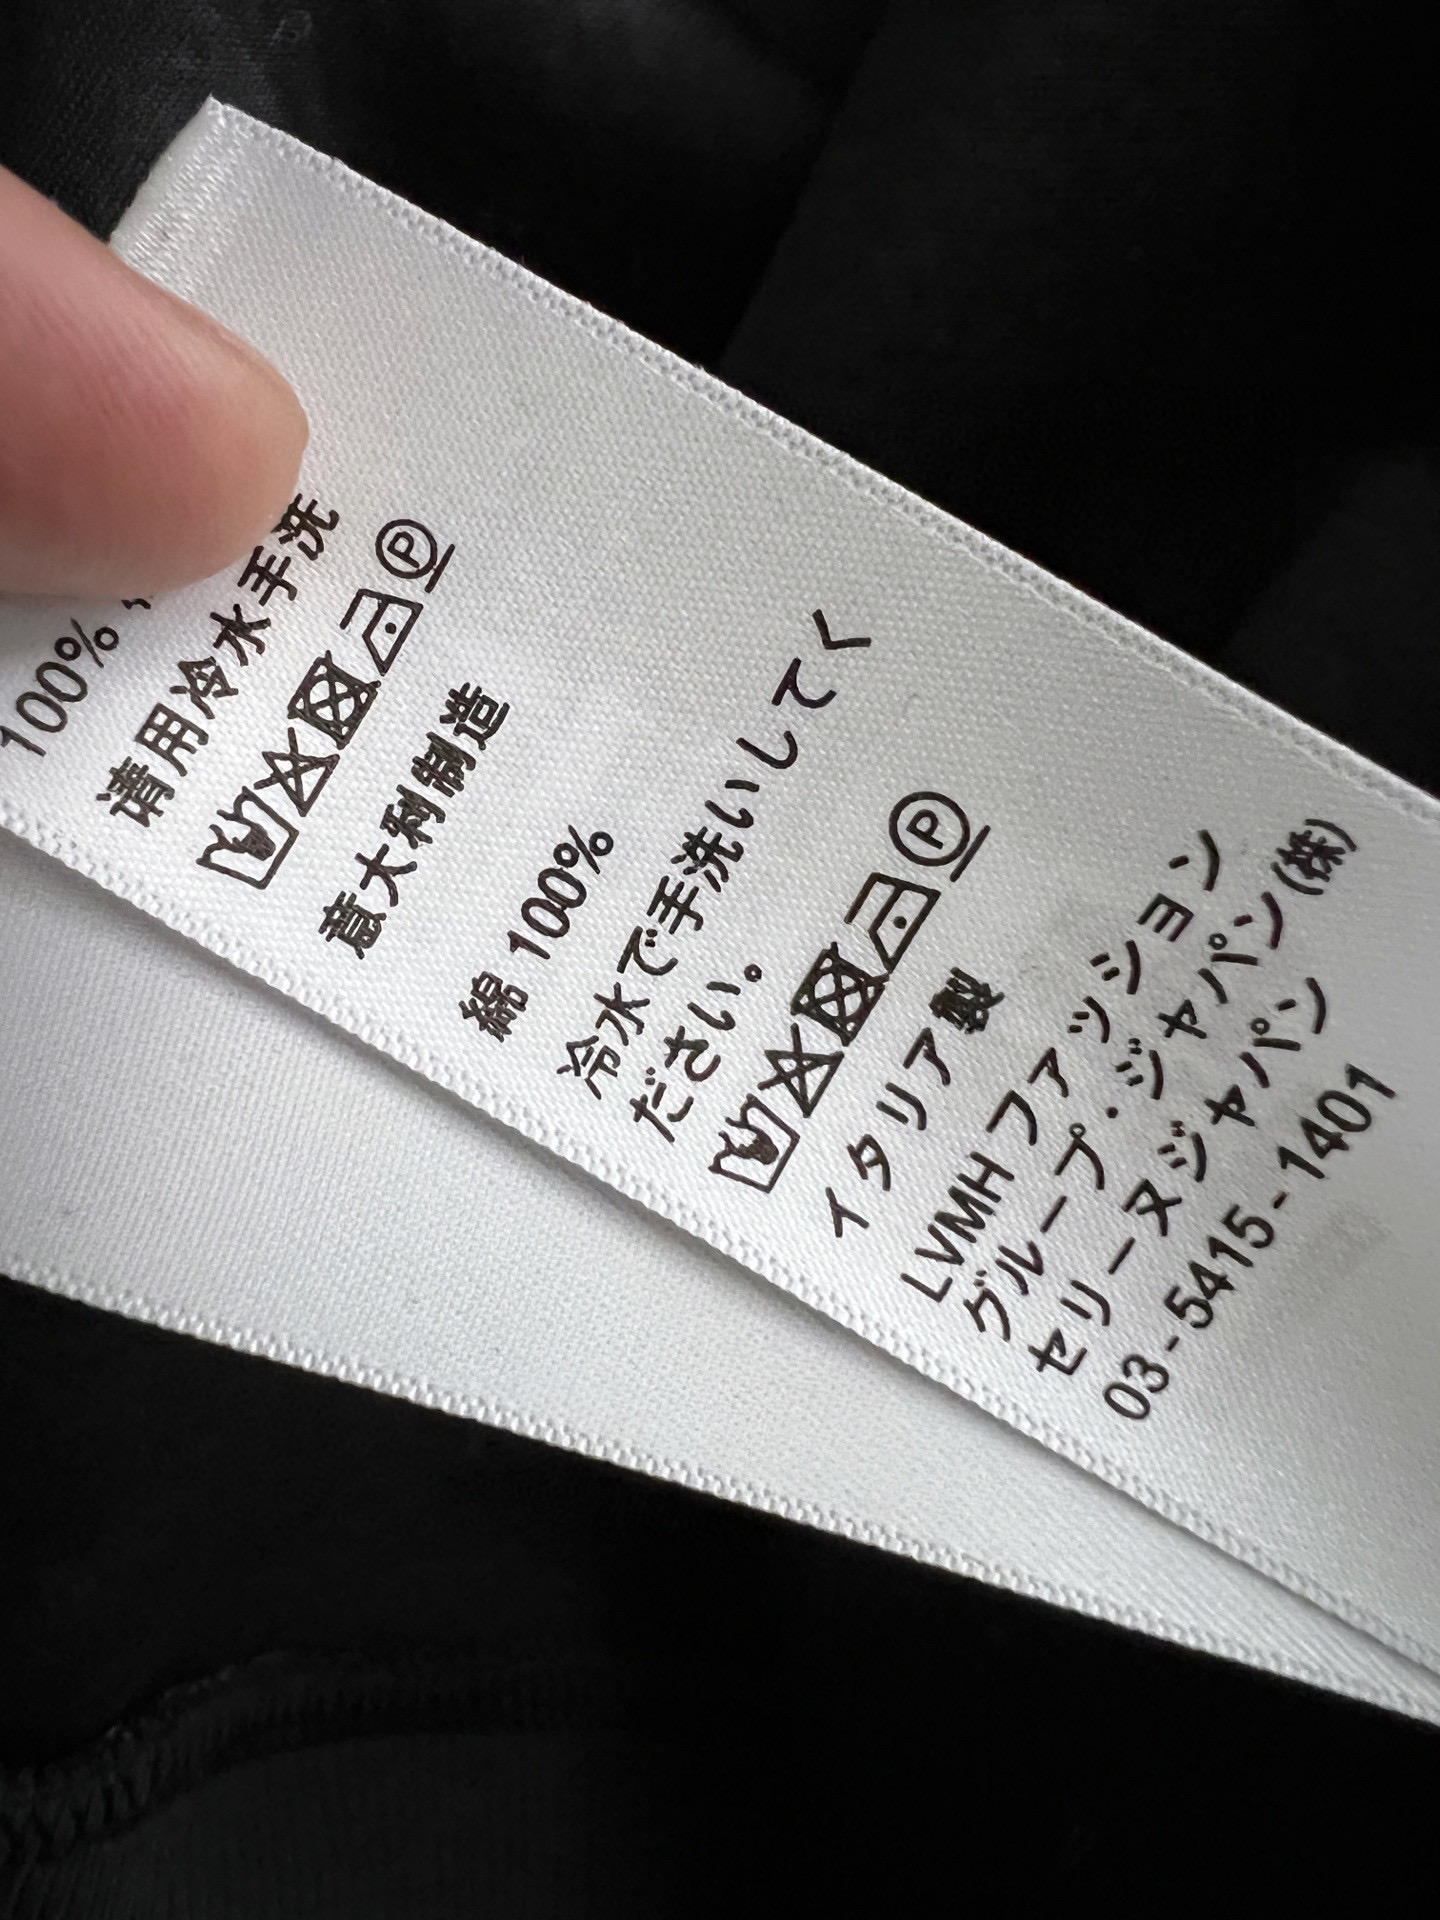 100%
请用冷水手洗
P
意大利制造
綿 100%
冷水で手洗いしてく
ださい。
P
イタリア製
LVMH ファッション
グループ・ジャパン(株)
セリーヌジャパン
03-5415-1401